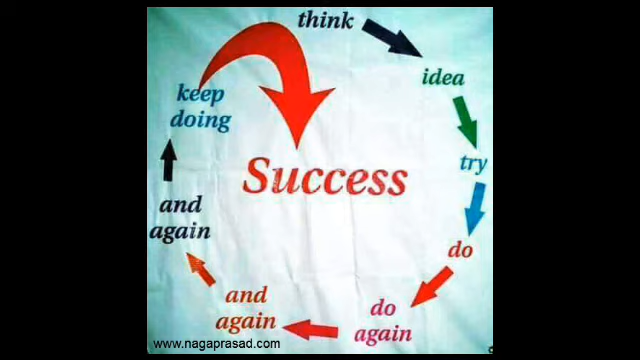 think
idea
try
do
do
again
and
again
and
again
keep
doing
Success
www.nagaprasad.com